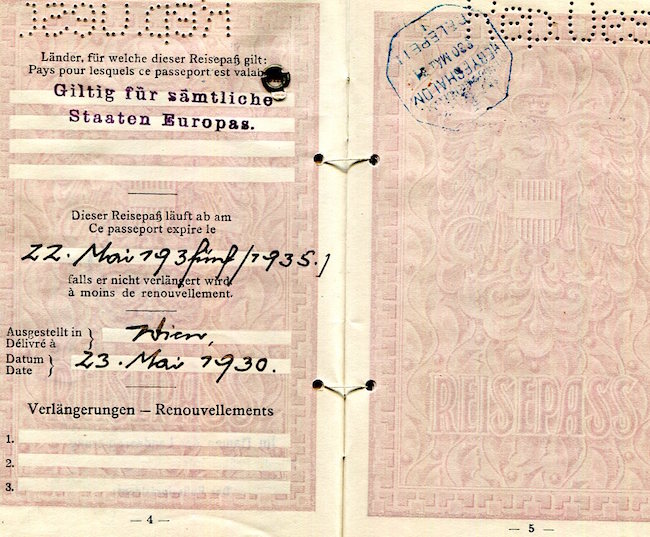 Länder, für welche dieser Reisepaß gilt:
Pays pour lesquels ce passeport est valab
Giltig für sämtliche
Staaten Europas.
Dieser Reisepaß läuft ab am
Ce passeport expire le
22. Mai 193fünf /1935./
falls er nicht verlängert wird
à moins de renouvellement.
Ausgestellt in }
Délivré à
Wien,
Datum }
Date
23. Mai 1930.
Verlängerungen – Renouvellements
1.
2.
3.
— 4 —
HEGYESHALOM
BELÉPETT
REISEPASS
— 5 —